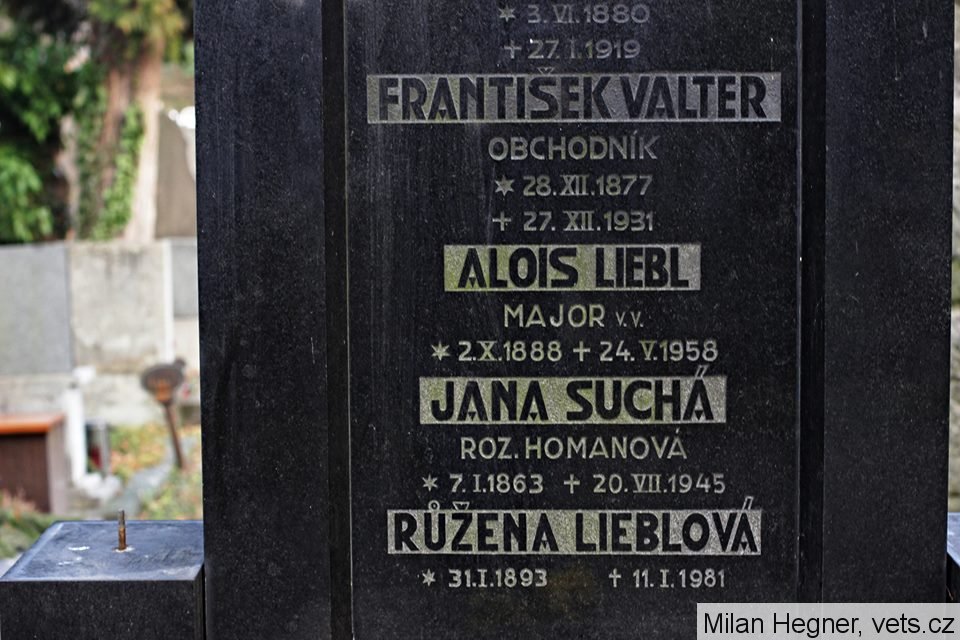 * 3. VI. 1880
+ 27. I. 1919
FRANTIŠEK VALTER
OBCHODNÍK
* 28. XII. 1877
+ 27. XII. 1931
ALOIS LIEBL
MAJOR v.v.
* 2. X. 1888 + 24. V. 1958
JANA SUCHÁ
ROZ. HOMANOVÁ
* 7. I. 1863 + 20. VII. 1945
RŮŽENA LIEBLOVÁ
* 31. I. 1893 + 11. I. 1981
Milan Hegner, vets.cz